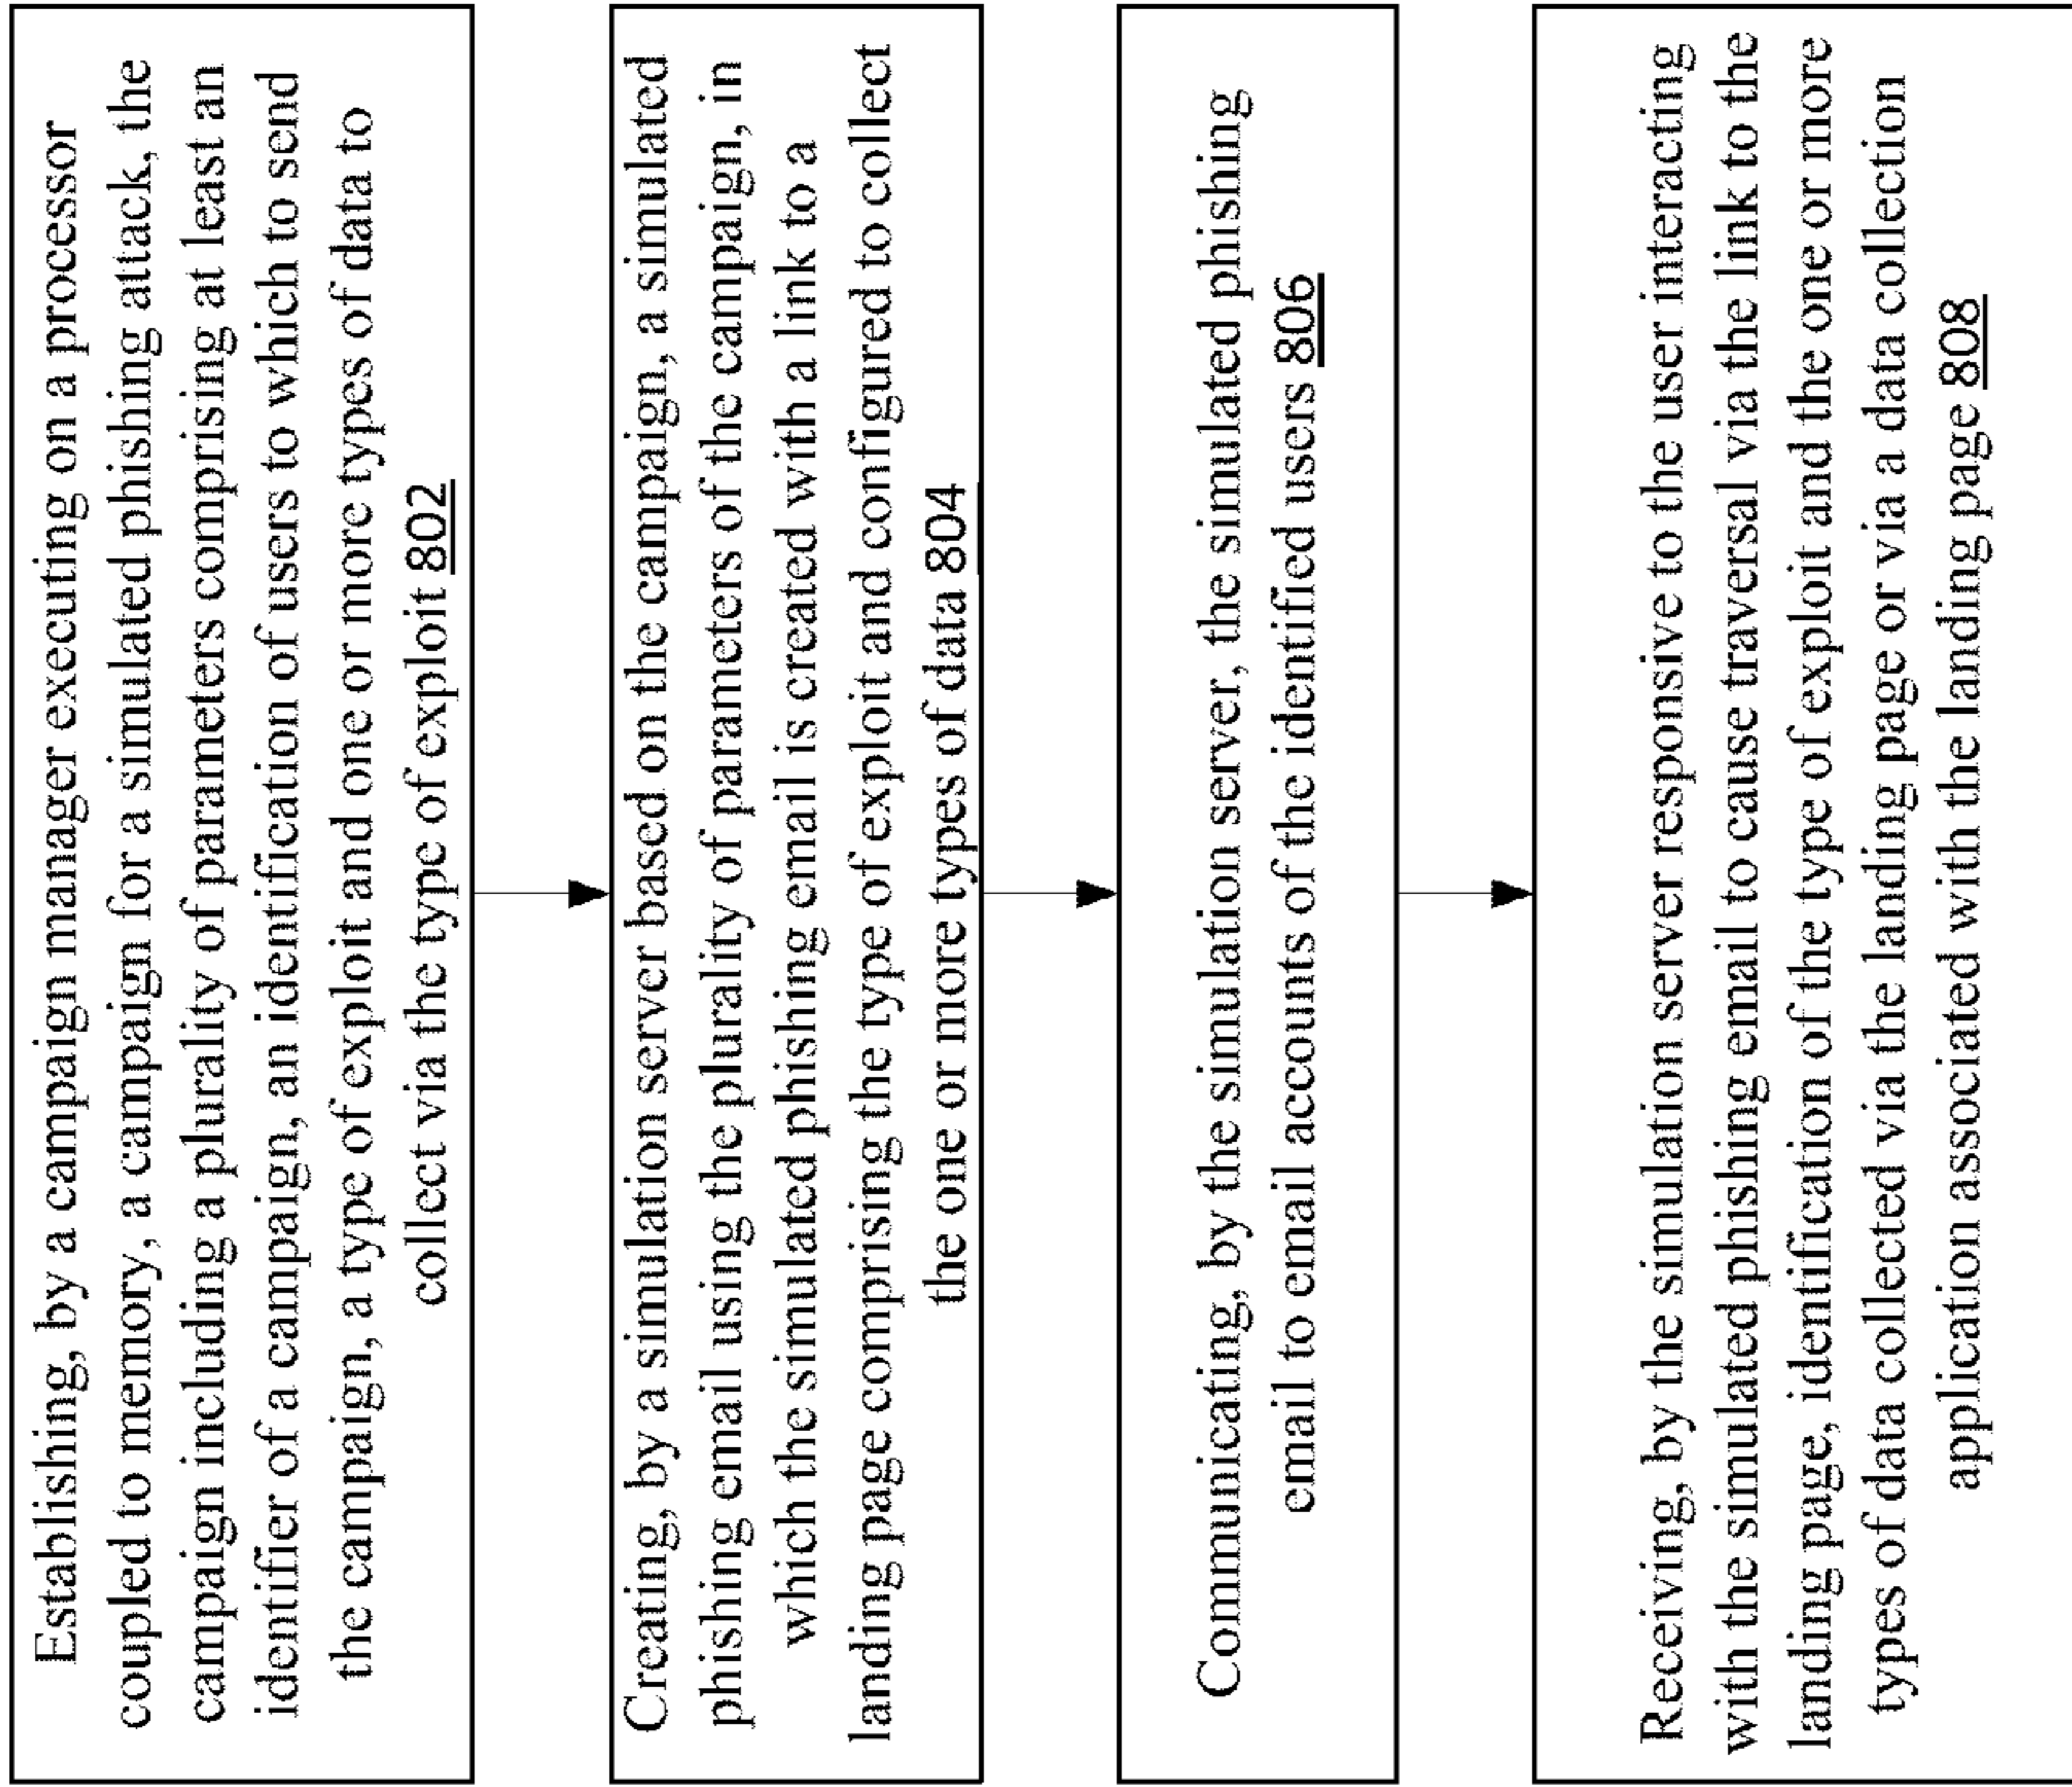 Establishing, by a campaign manager executing on a processor
coupled to memory, a campaign for a simulated phishing attack, the
campaign including a plurality of parameters comprising at least an
identifier of a campaign, an identification of users to which to send
the campaign, a type of exploit and one or more types of data to
collect via the type of exploit 802
Creating, by a simulation server based on the campaign, a simulated
phishing email using the plurality of parameters of the campaign, in
which the simulated phishing email is created with a link to a
landing page comprising the type of exploit and configured to collect
the one or more types of data 804
Communicating, by the simulation server, the simulated phishing
email to email accounts of the identified users 806
Receiving, by the simulation server responsive to the user interacting
with the simulated phishing email to cause traversal via the link to the
landing page, identification of the type of exploit and the one or more
types of data collected via the landing page or via a data collection
application associated with the landing page 808